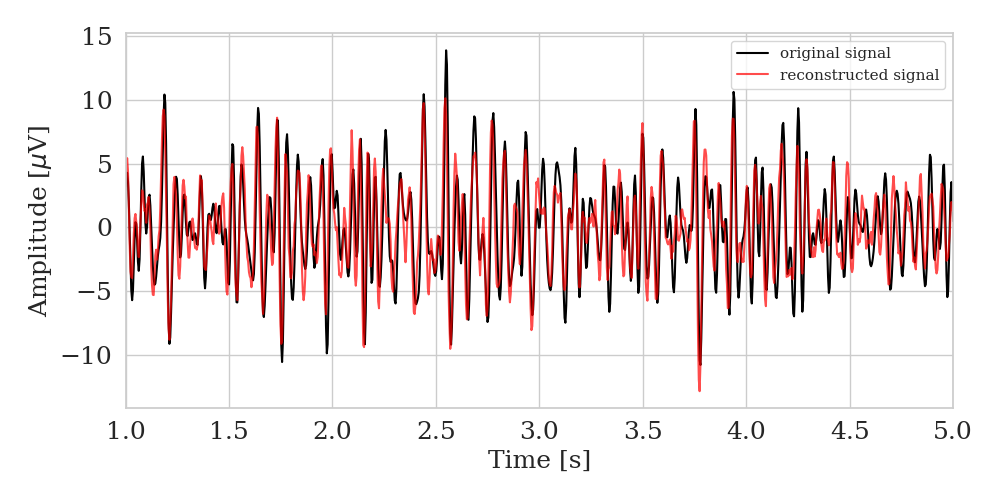 15
10
5
0
−5
−10
Amplitude [μV]
original signal
reconstructed signal
1.0 1.5 2.0 2.5 3.0 3.5 4.0 4.5 5.0
Time [s]